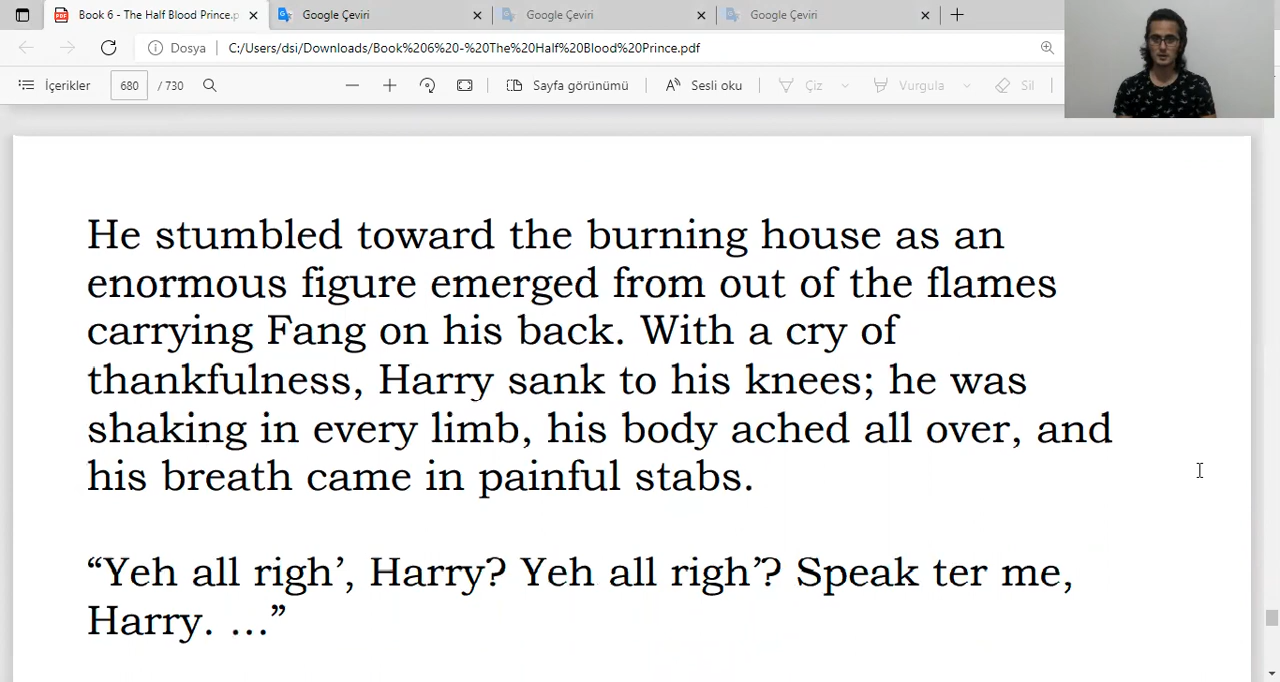 Book 6 - The Half Blood Prince.p
Google Çeviri
Google Çeviri
Google Çeviri
Dosya
C:/Users/dsi/Downloads/Book%206%20-%20The%20Half%20Blood%20Prince.pdf
İçerikler
680 / 730
Sayfa görünümü
Sesli oku
Çiz
Vurgula
Sil
He stumbled toward the burning house as an
enormous figure emerged from out of the flames
carrying Fang on his back. With a cry of
thankfulness, Harry sank to his knees; he was
shaking in every limb, his body ached all over, and
his breath came in painful stabs.
“Yeh all righ’, Harry? Yeh all righ’? Speak ter me,
Harry. …”